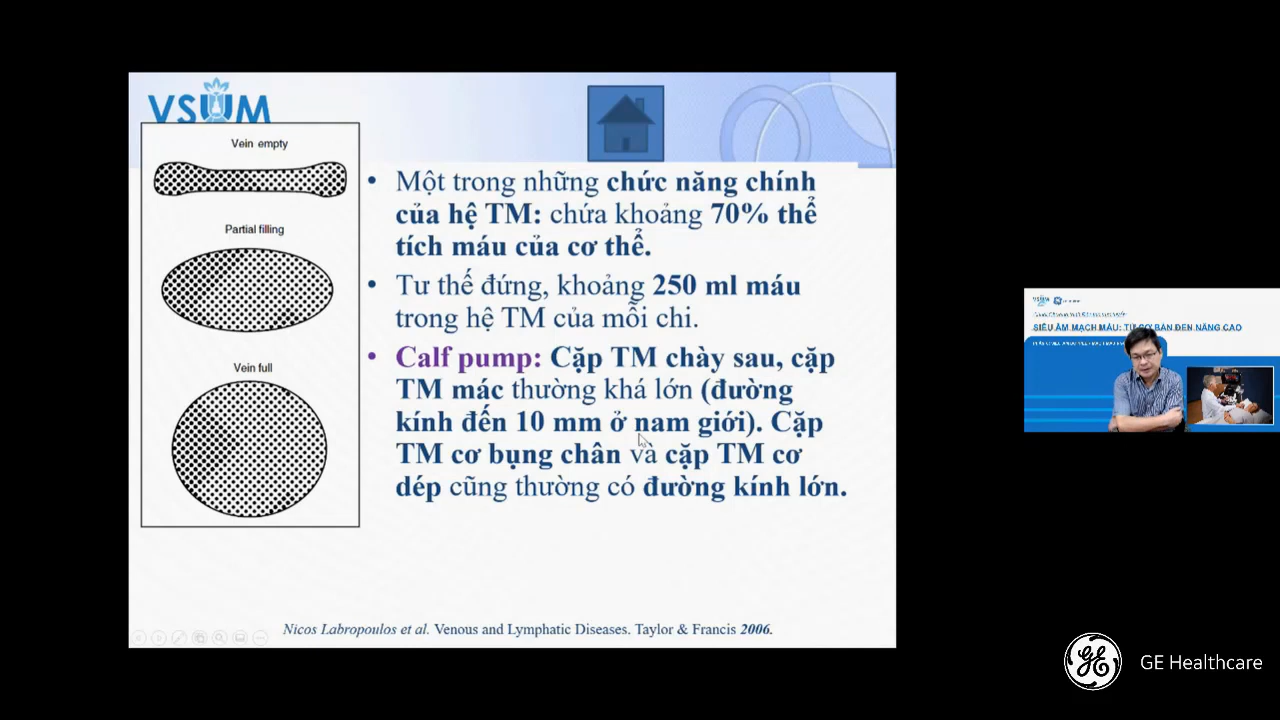 VSUM
Vein empty
Partial filling
Vein full
• Một trong những chức năng chính
của hệ TM: chứa khoảng 70% thể
tích máu của cơ thể.
• Tư thế đứng, khoảng 250 ml máu
trong hệ TM của mỗi chi.
• Calf pump: Cặp TM chày sau, cặp
TM mác thường khá lớn (đường
kính đến 10 mm ở nam giới). Cặp
TM cơ bụng chân và cặp TM cơ
dép cũng thường có đường kính lớn.
Nicos Labropoulos et al. Venous and Lymphatic Diseases. Taylor & Francis 2006.
SIÊU ÂM MẠCH MÁU: TỪ CƠ BẢN ĐẾN NÂNG CAO
GE Healthcare